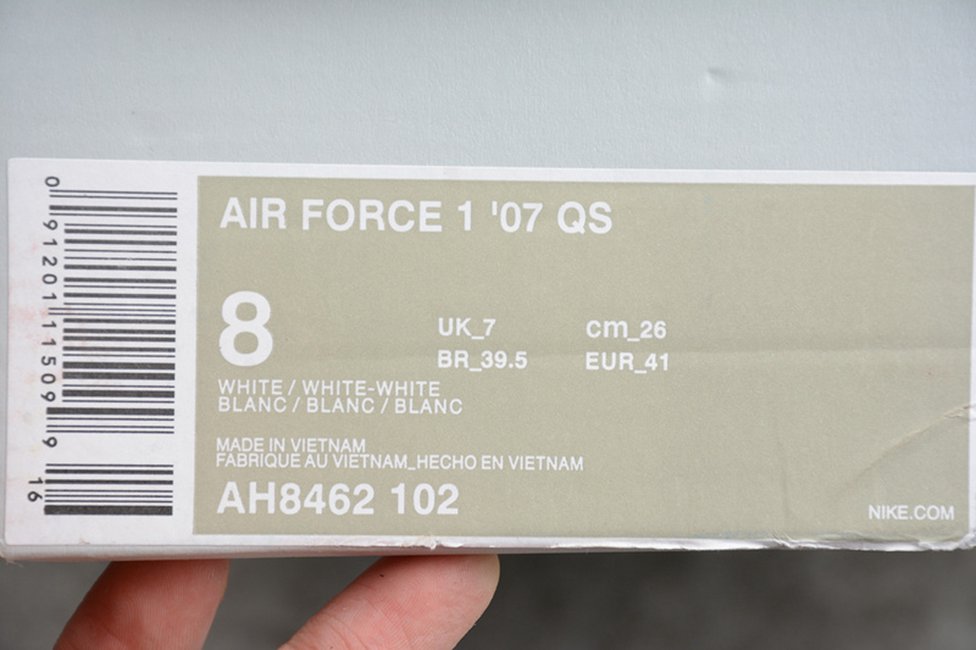 0 91201 11509 9
16
AIR FORCE 1 '07 QS
8
UK_7 cm_26
BR_39.5 EUR_41
WHITE / WHITE-WHITE
BLANC / BLANC / BLANC
MADE IN VIETNAM
FABRIQUE AU VIETNAM_HECHO EN VIETNAM
AH8462 102
NIKE.COM